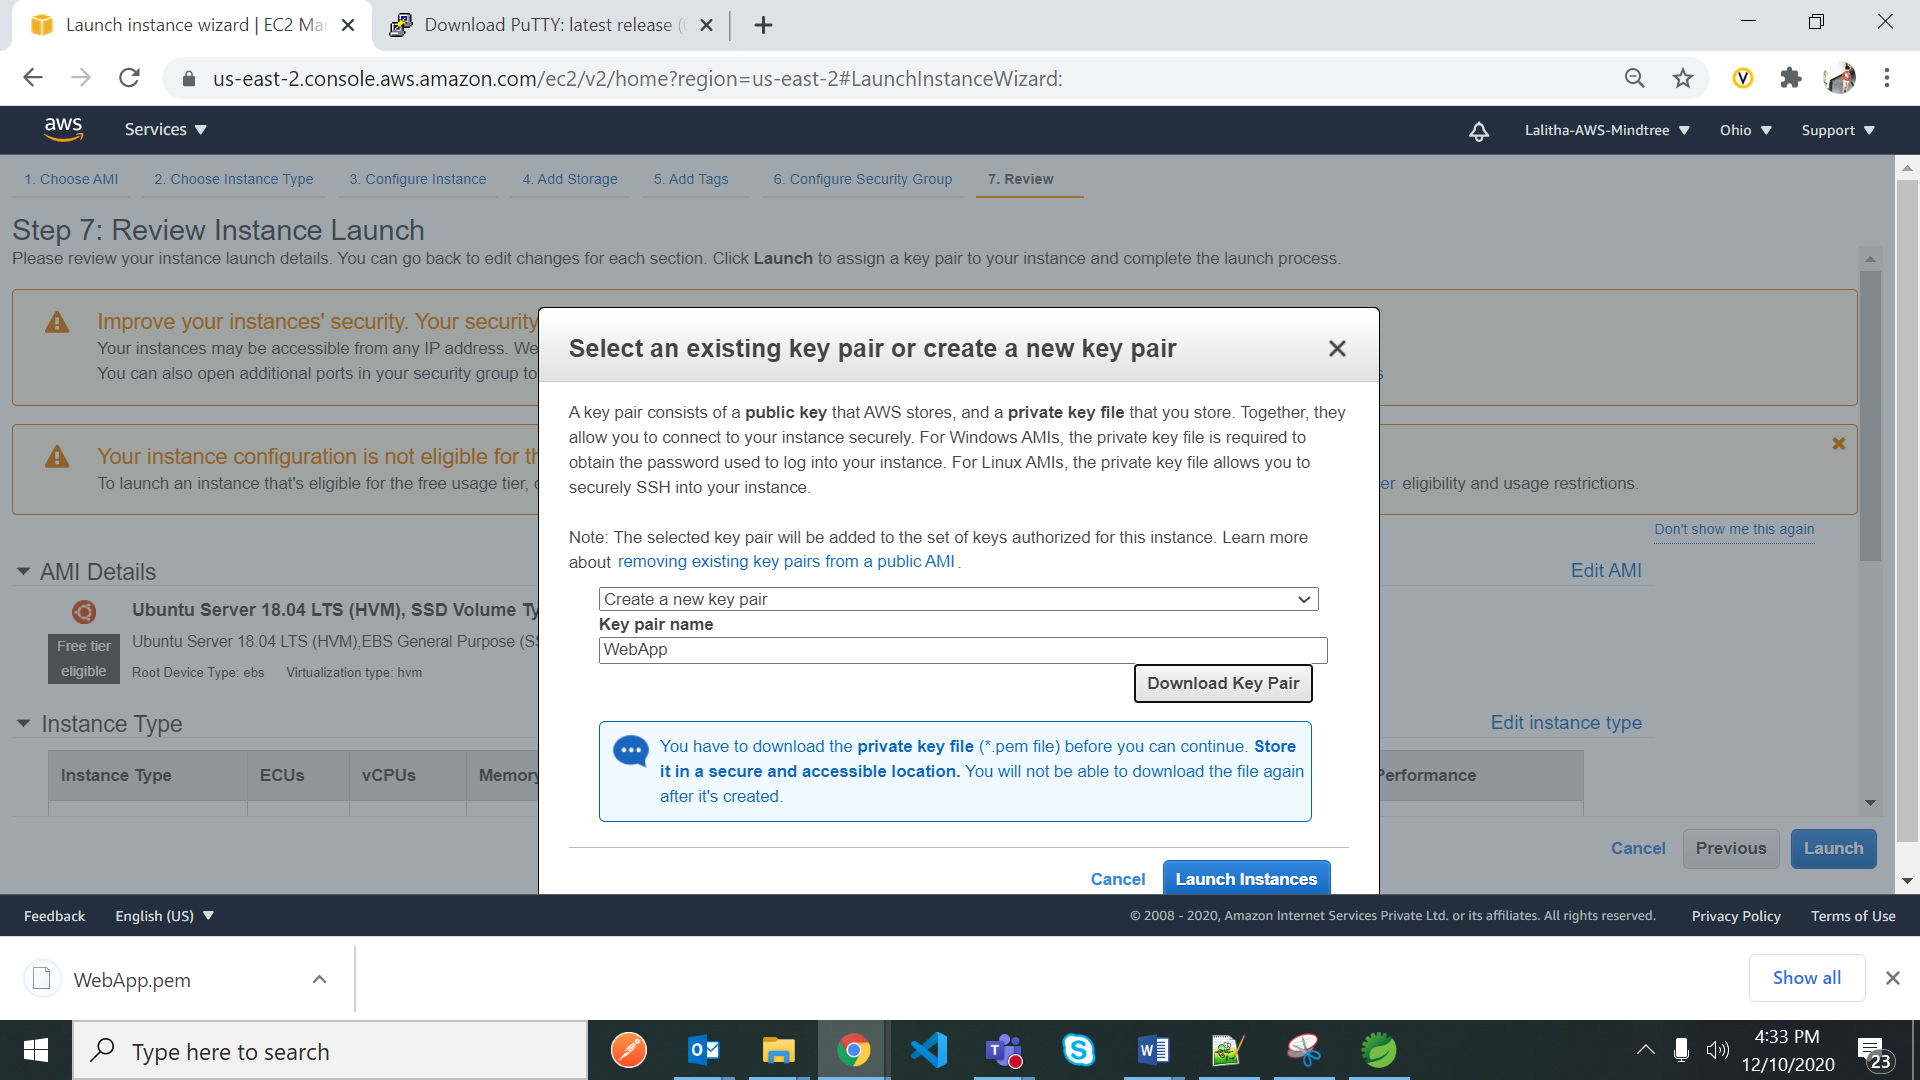 Launch instance wizard | EC2 Ma
Download PuTTY: latest release (
us-east-2.console.aws.amazon.com/ec2/v2/home?region=us-east-2#LaunchInstanceWizard:
aws
Services
Lalitha-AWS-Mindtree
Ohio
Support
1. Choose AMI
2. Choose Instance Type
3. Configure Instance
4. Add Storage
5. Add Tags
6. Configure Security Group
7. Review
Step 7: Review Instance Launch
Please review your instance launch details. You can go back to edit changes for each section. Click Launch to assign a key pair to your instance and complete the launch process.
Improve your instances' security. Your security
Your instances may be accessible from any IP address. We
You can also open additional ports in your security group to
s
Your instance configuration is not eligible for th
To launch an instance that's eligible for the free usage tier,
er eligibility and usage restrictions.
Don't show me this again
Select an existing key pair or create a new key pair
A key pair consists of a public key that AWS stores, and a private key file that you store. Together, they
allow you to connect to your instance securely. For Windows AMIs, the private key file is required to
obtain the password used to log into your instance. For Linux AMIs, the private key file allows you to
securely SSH into your instance.
Note: The selected key pair will be added to the set of keys authorized for this instance. Learn more
about removing existing key pairs from a public AMI .
Create a new key pair
Key pair name
WebApp
Download Key Pair
You have to download the private key file (*.pem file) before you can continue. Store
it in a secure and accessible location. You will not be able to download the file again
after it's created.
Cancel
Launch Instances
AMI Details
Edit AMI
Ubuntu Server 18.04 LTS (HVM), SSD Volume Ty
Free tier
eligible
Ubuntu Server 18.04 LTS (HVM),EBS General Purpose (SS
Root Device Type: ebs
Virtualization type: hvm
Instance Type
Edit instance type
Instance Type
ECUs
vCPUs
Memory
Performance
Cancel
Previous
Launch
Feedback
English (US)
© 2008 - 2020, Amazon Internet Services Private Ltd. or its affiliates. All rights reserved.
Privacy Policy
Terms of Use
WebApp.pem
Show all
Type here to search
4:33 PM
12/10/2020
23